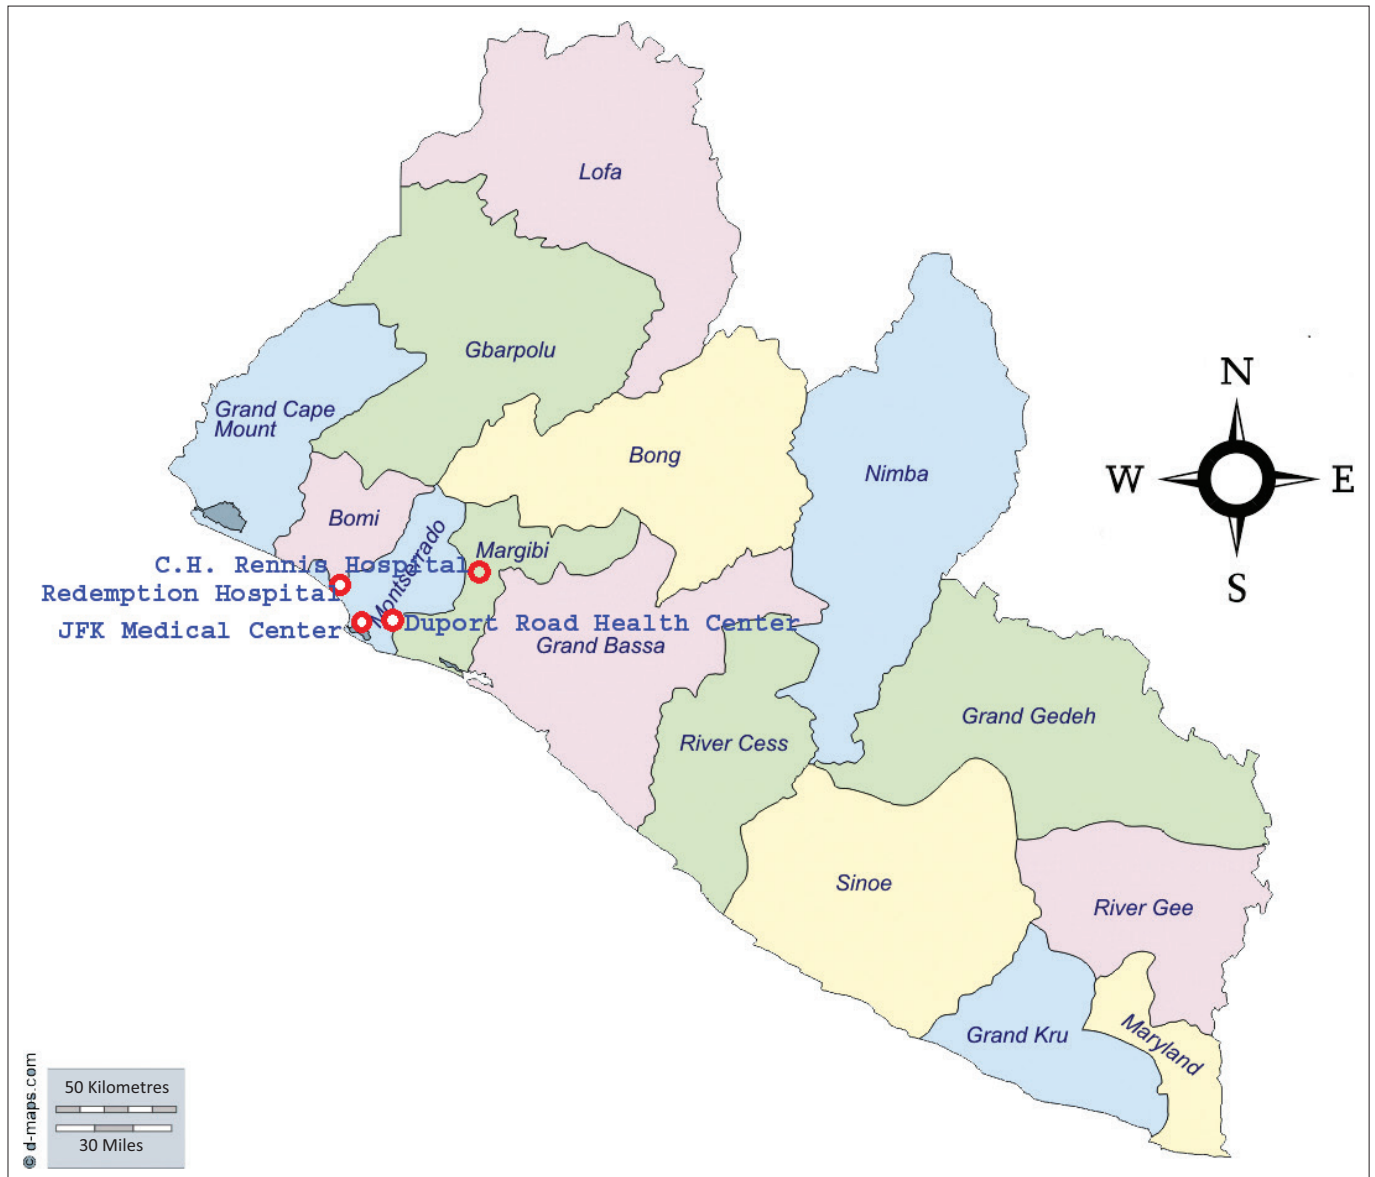 Lofa
Gbarpolu
N
W
E
S
Grand Cape
Mount
Bong
Nimba
Bomi
Montserrado
Margibi
C.H. Rennis Hospital
Redemption Hospital
JFK Medical Center
Duport Road Health Center
Grand Bassa
River Cess
Grand Gedeh
Sinoe
River Gee
Grand Kru
Maryland
50 Kilometres
30 Miles
© d-maps.com